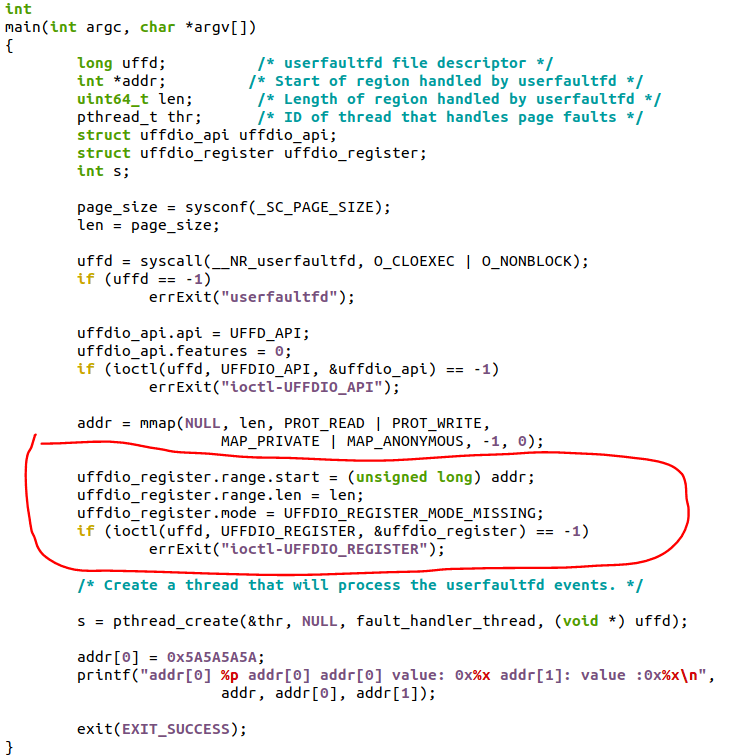 int
main(int argc, char *argv[])
{
        long uffd;          /* userfaultfd file descriptor */
        int *addr;         /* Start of region handled by userfaultfd */
        uint64_t len;       /* Length of region handled by userfaultfd */
        pthread_t thr;      /* ID of thread that handles page faults */
        struct uffdio_api uffdio_api;
        struct uffdio_register uffdio_register;
        int s;

        page_size = sysconf(_SC_PAGE_SIZE);
        len = page_size;

        uffd = syscall(__NR_userfaultfd, O_CLOEXEC | O_NONBLOCK);
        if (uffd == -1)
                errExit("userfaultfd");

        uffdio_api.api = UFFD_API;
        uffdio_api.features = 0;
        if (ioctl(uffd, UFFDIO_API, &uffdio_api) == -1)
                errExit("ioctl-UFFDIO_API");

        addr = mmap(NULL, len, PROT_READ | PROT_WRITE,
                        MAP_PRIVATE | MAP_ANONYMOUS, -1, 0);

        uffdio_register.range.start = (unsigned long) addr;
        uffdio_register.range.len = len;
        uffdio_register.mode = UFFDIO_REGISTER_MODE_MISSING;
        if (ioctl(uffd, UFFDIO_REGISTER, &uffdio_register) == -1)
                errExit("ioctl-UFFDIO_REGISTER");

        /* Create a thread that will process the userfaultfd events. */

        s = pthread_create(&thr, NULL, fault_handler_thread, (void *) uffd);

        addr[0] = 0x5A5A5A5A;
        printf("addr[0] %p addr[0] addr[0] value: 0x%x addr[1]: value :0x%x\n",
                        addr, addr[0], addr[1]);

        exit(EXIT_SUCCESS);
}